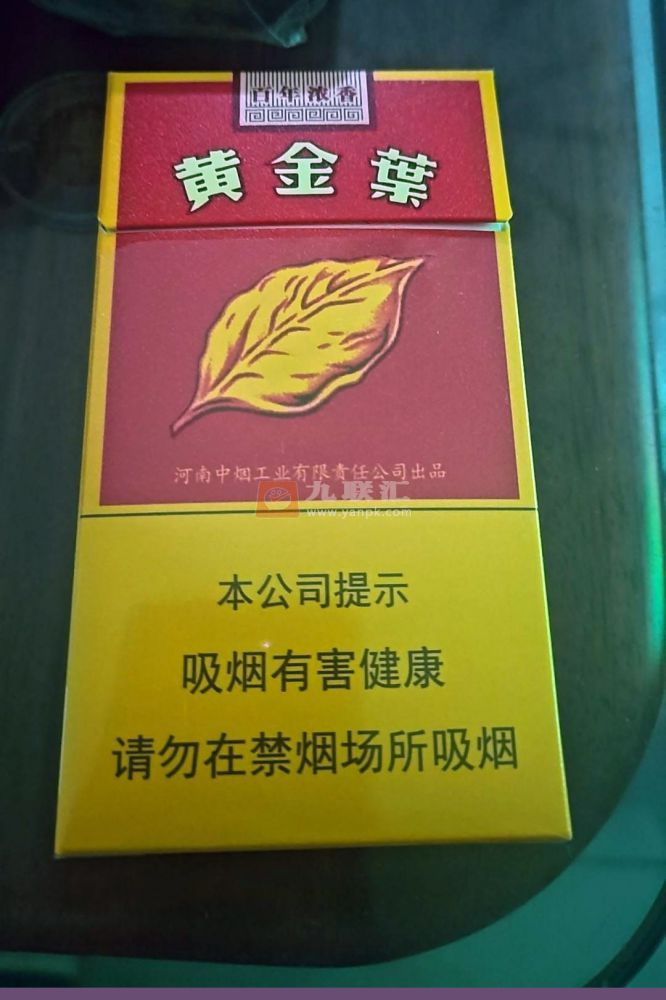 百年浓香
黄金葉
河南中烟工业有限责任公司出品
九联汇
www.yanpk.com
本公司提示
吸烟有害健康
请勿在禁烟场所吸烟